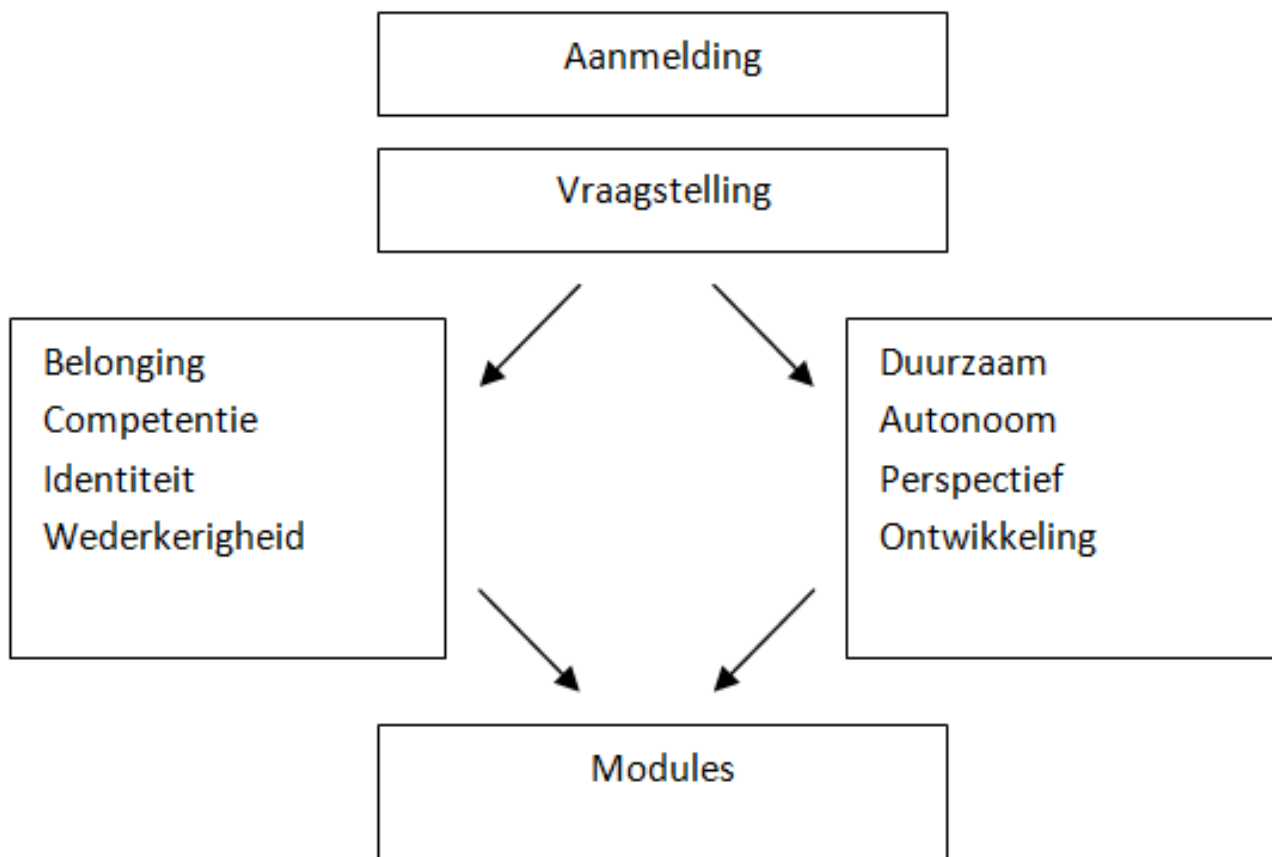 Aanmelding
Vraagstelling
Belonging
Competentie
Identiteit
Wederkerigheid
Duurzaam
Autonoom
Perspectief
Ontwikkeling
Modules